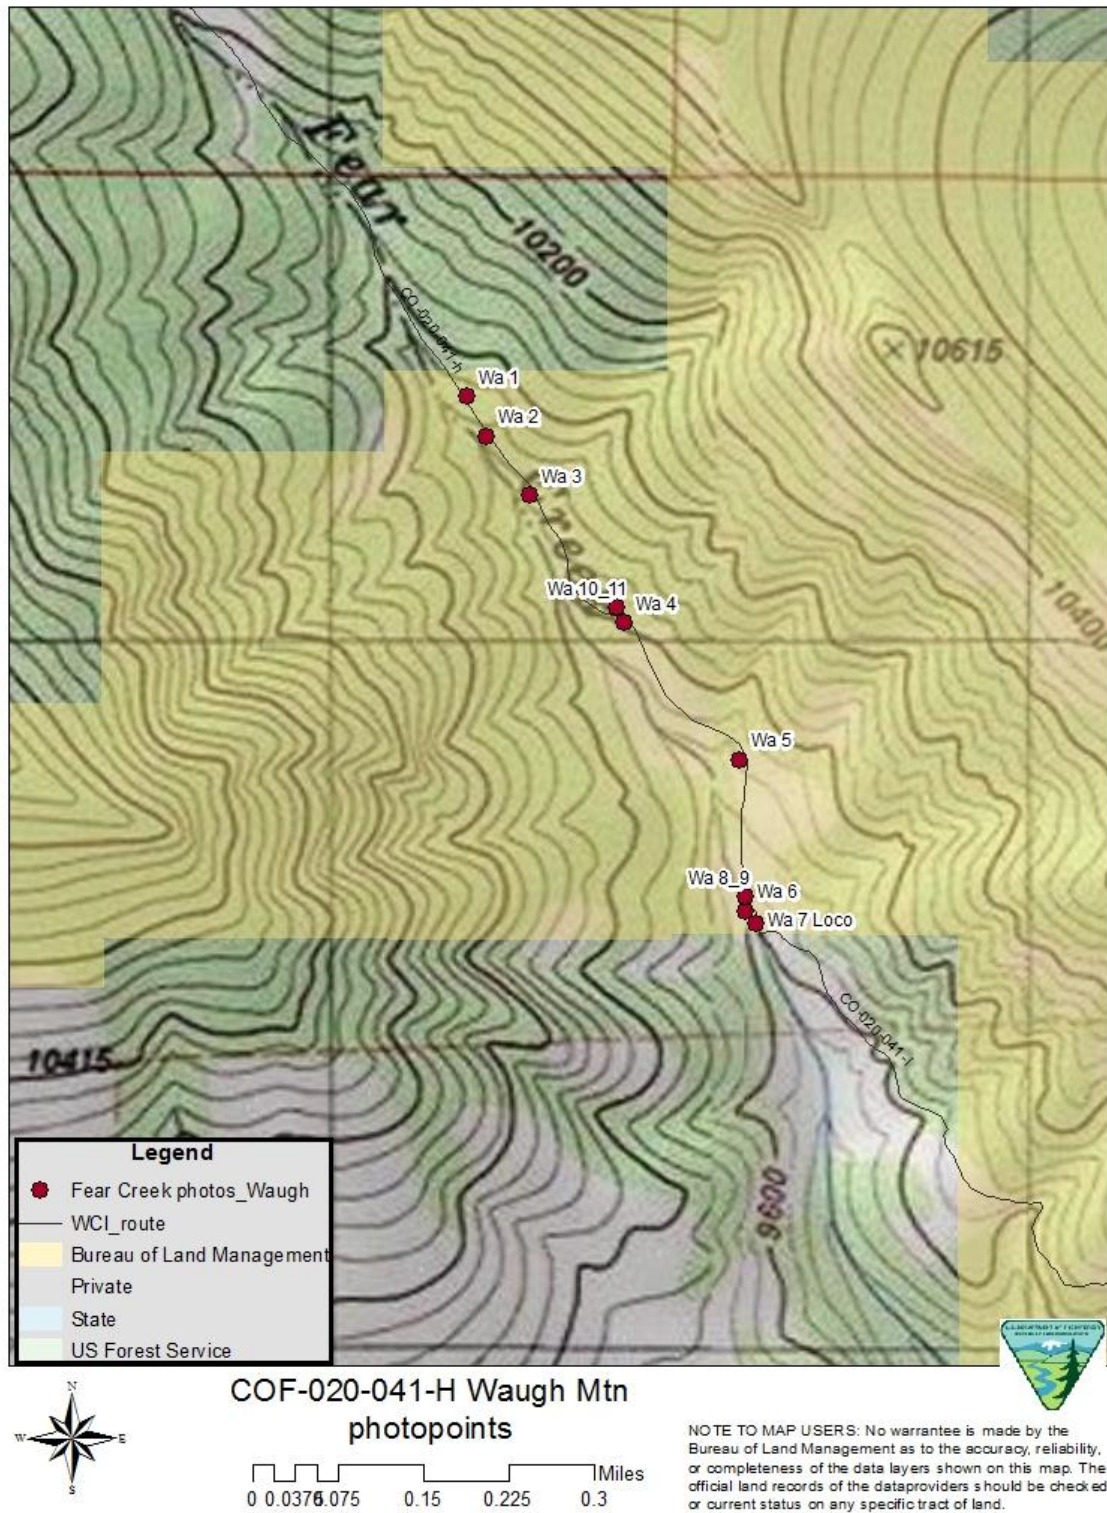 Fear
10200
CO-020-041-h
10615
Wa 1
Wa 2
Wa 3
Cree
10400
Wa 10_11
Wa 4
Wa 5
Wa 8_9
Wa 6
Wa 7 Loco
CO-020-041-I
10415
9600
Legend
Fear Creek photos_Waugh
WCI_route
Bureau of Land Management
Private
State
US Forest Service
N
W
E
S
COF-020-041-H Waugh Mtn
photopoints
Miles
0 0.0375 0.075 0.15 0.225 0.3
NOTE TO MAP USERS: No warrantee is made by the
Bureau of Land Management as to the accuracy, reliability,
or completeness of the data layers shown on this map. The
official land records of the dataproviders should be checked
or current status on any specific tract of land.